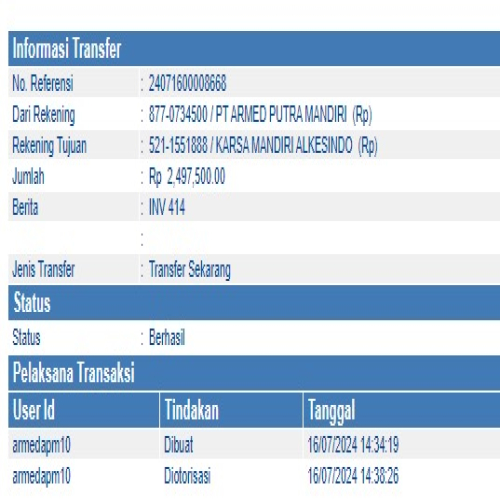 Informasi Transfer
No. Referensi : 24071600008668
Dari Rekening : 877-0734500 / PT ARMED PUTRA MANDIRI (Rp)
Rekening Tujuan : 521-1551888 / KARSA MANDIRI ALKESINDO (Rp)
Jumlah : Rp 2,497,500.00
Berita : INV 414
:
Jenis Transfer : Transfer Sekarang
Status
Status : Berhasil
Pelaksana Transaksi
User Id Tindakan Tanggal
armedapm10 Dibuat 16/07/2024 14:34:19
armedapm10 Diotorisasi 16/07/2024 14:38:26